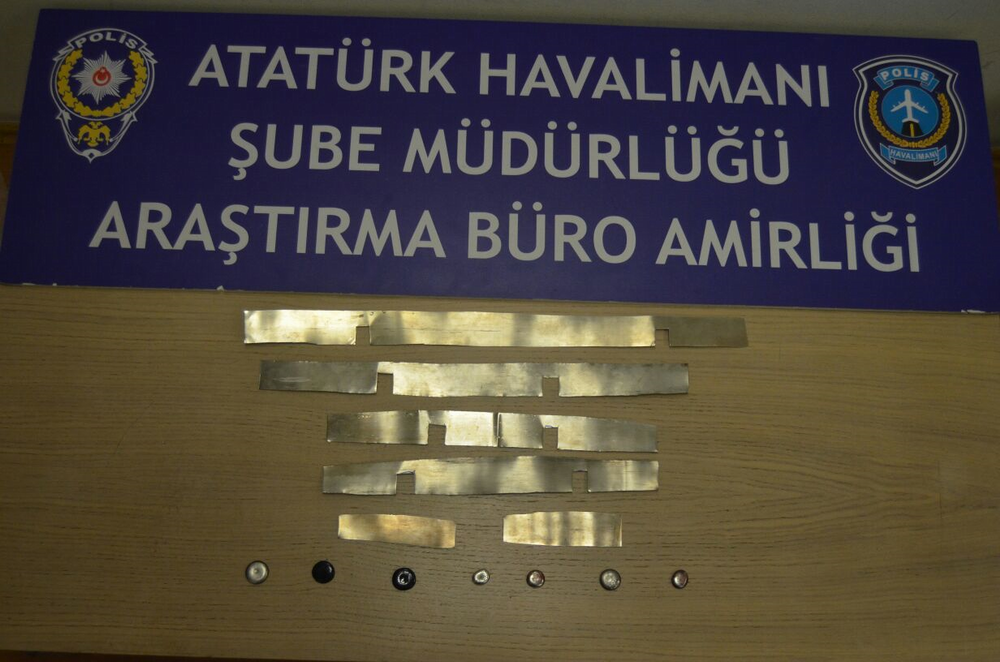 POLİS
ATATÜRK HAVALİMANI
ŞUBE MÜDÜRLÜĞÜ
ARAŞTIRMA BÜRO AMİRLİĞİ
POLİS
HAVALİMANI